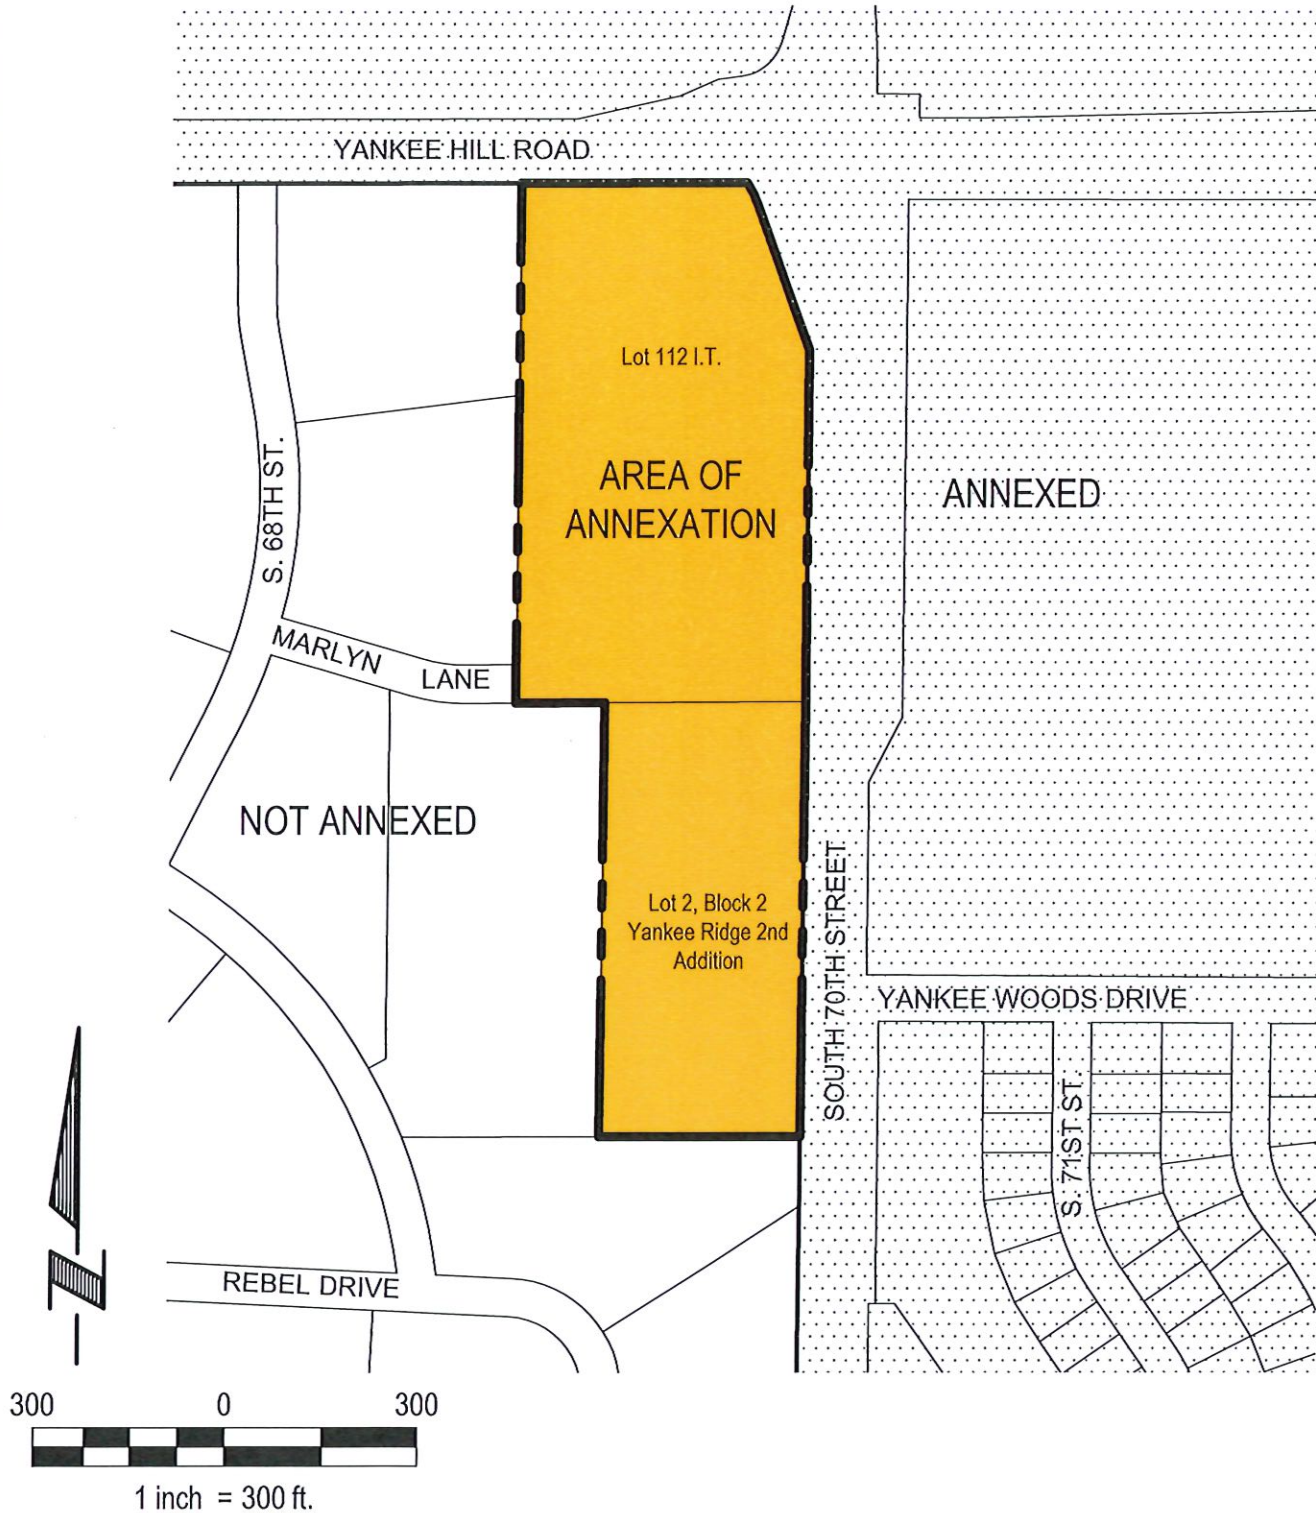 YANKEE HILL ROAD
Lot 112 I.T.
AREA OF
ANNEXATION
ANNEXED
S. 68TH ST.
MARLYN LANE
NOT ANNEXED
Lot 2, Block 2
Yankee Ridge 2nd
Addition
SOUTH 70TH STREET
YANKEE WOODS DRIVE
S. 71ST ST.
REBEL DRIVE
300 0 300
1 inch = 300 ft.